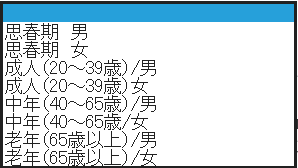 思春期　男
思春期　女
成人(20～39歳)/男
成人(20～39歳)女
中年(40～65歳)/男
中年(40～65歳/女
老年(65歳以上)/男
老年(65歳以上)/女